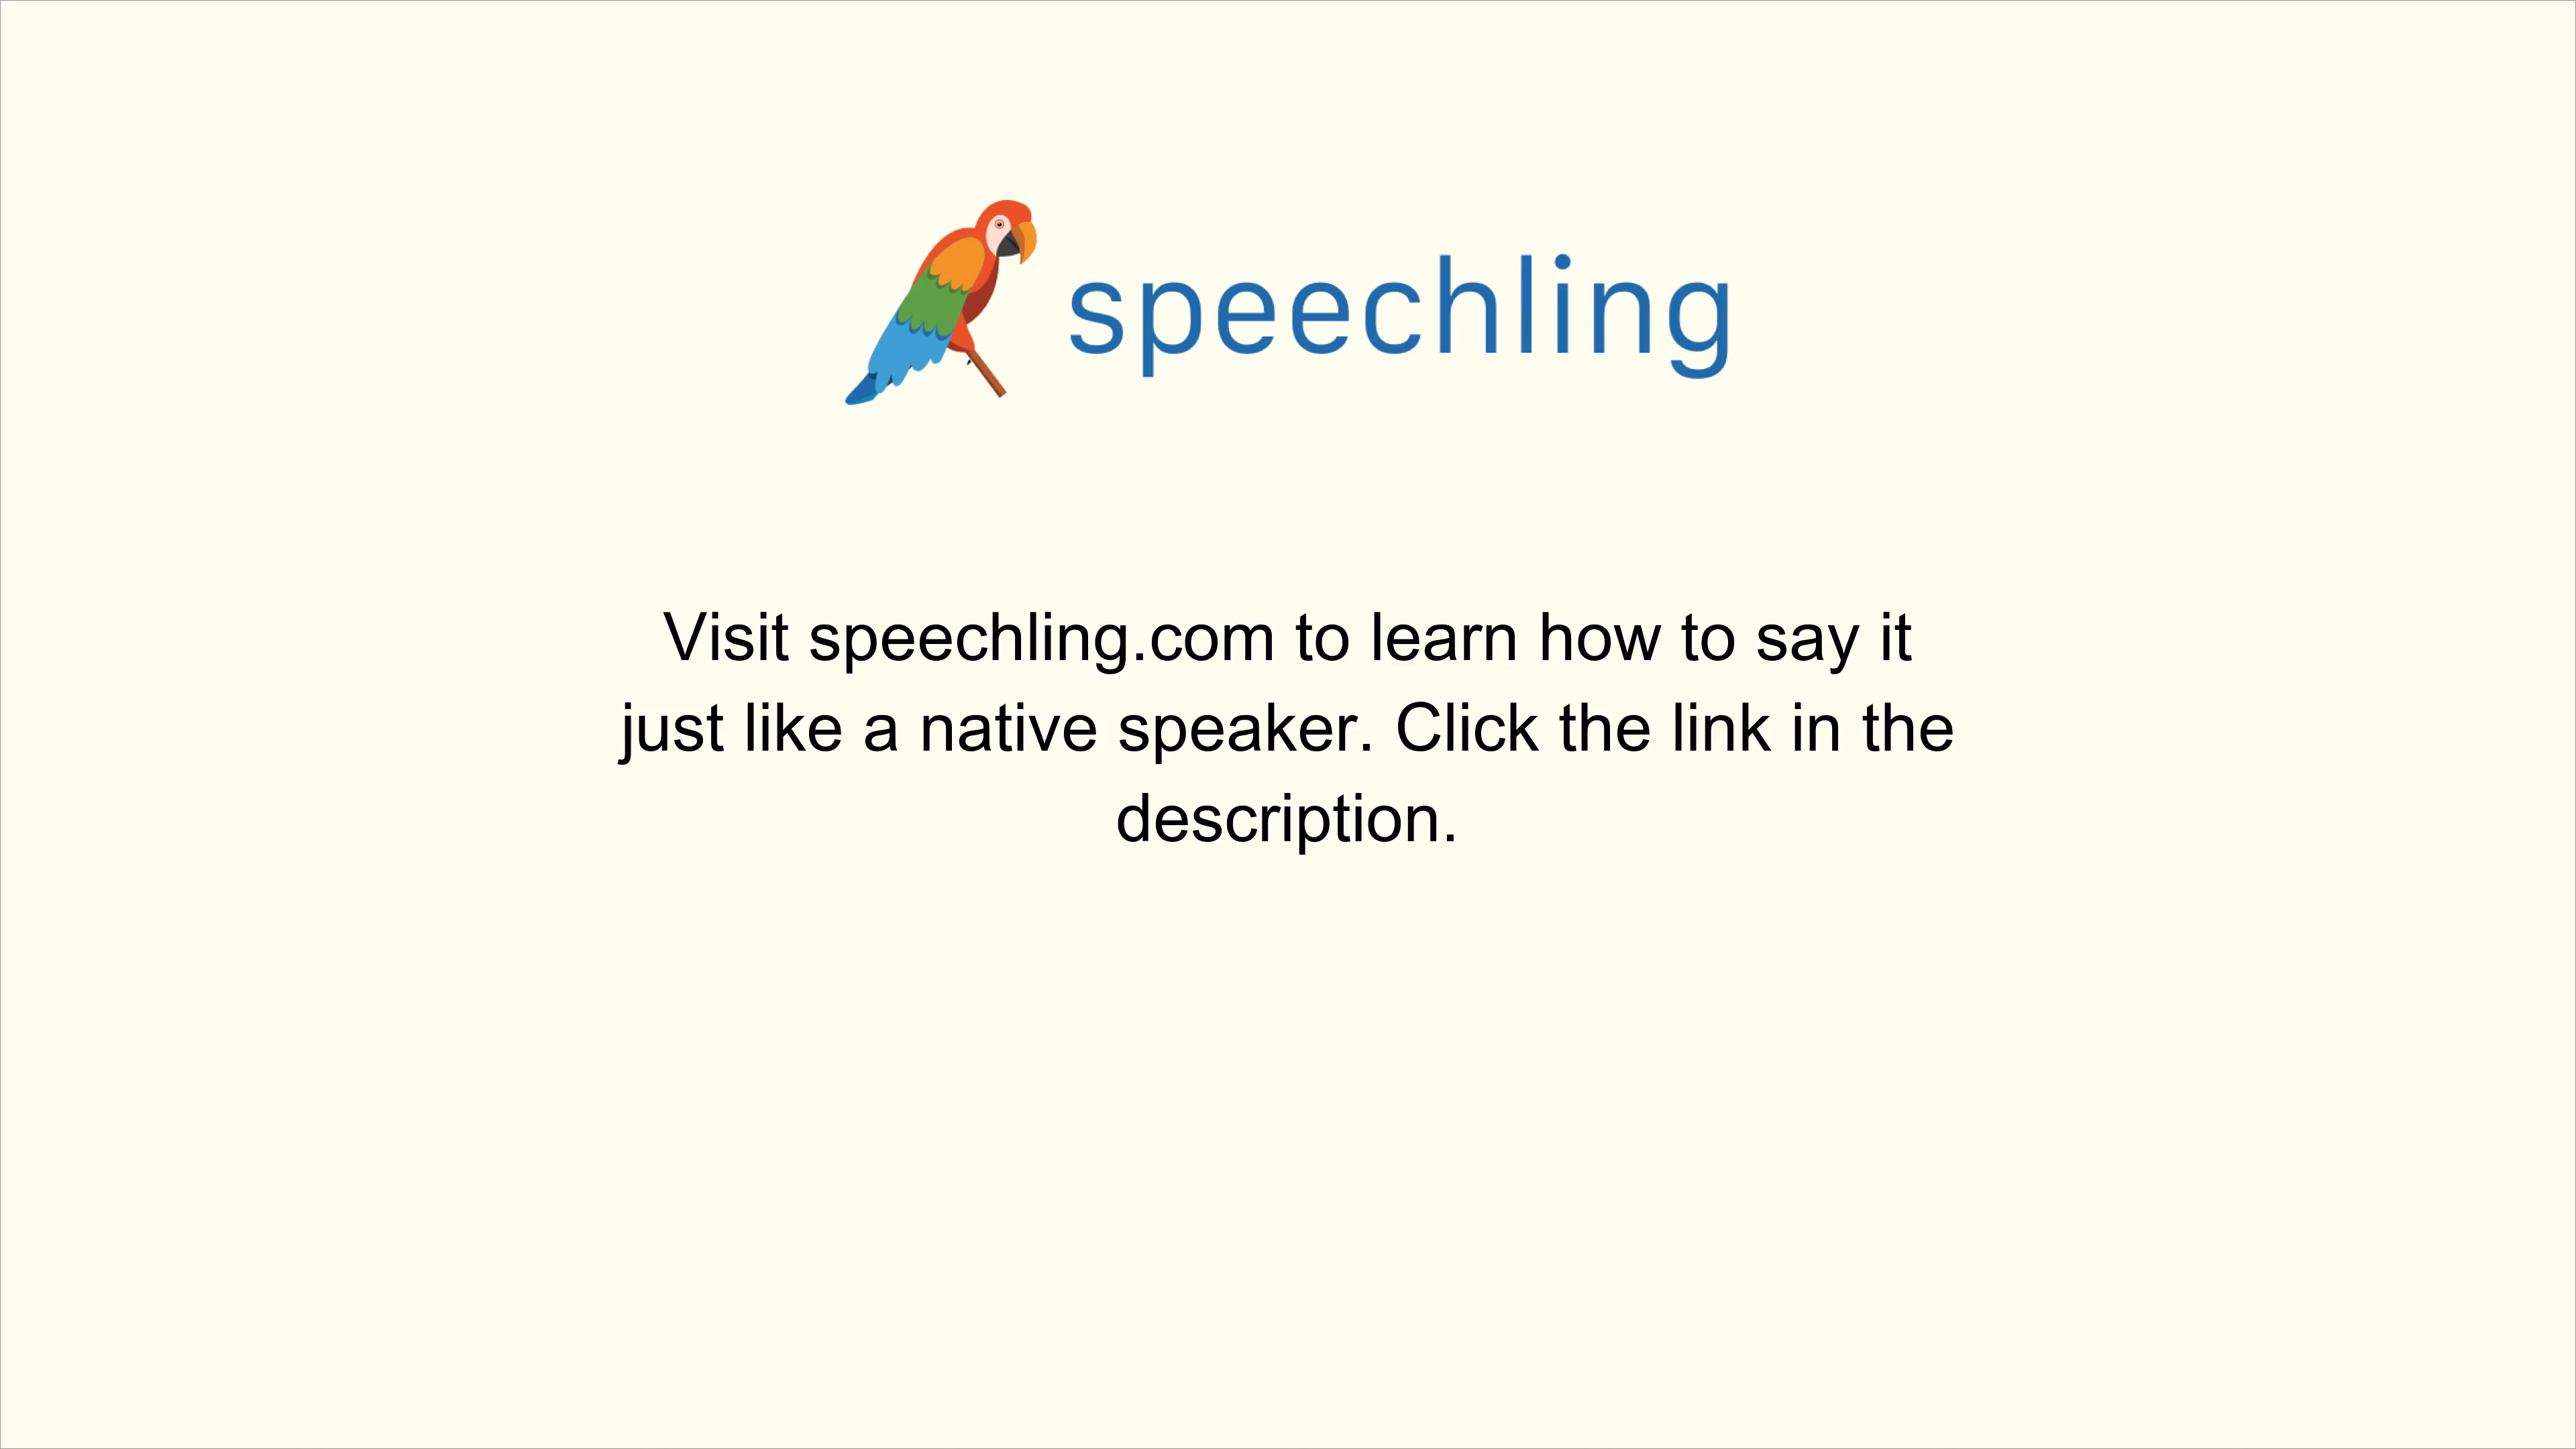 speechling
Visit speechling.com to learn how to say it
just like a native speaker. Click the link in the
description.